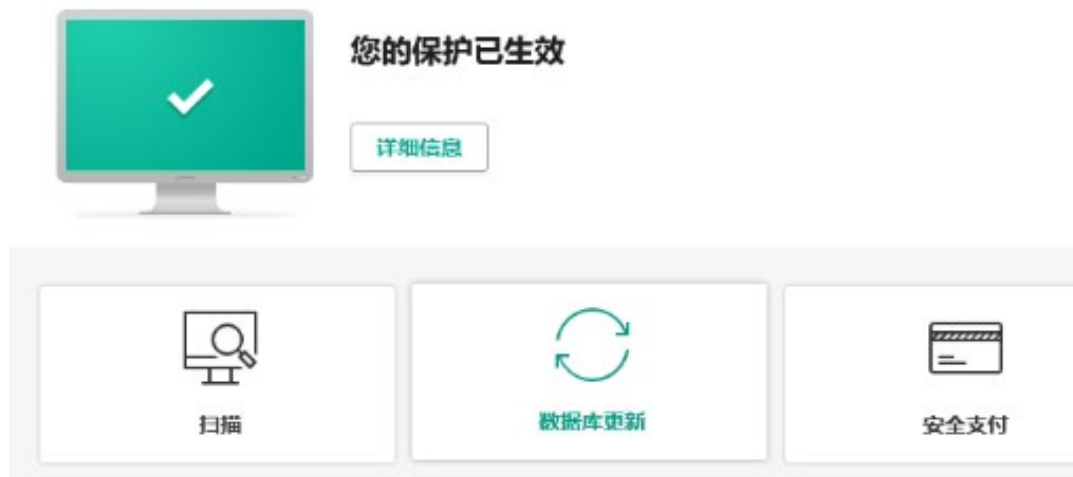 您的保护已生效
详细信息
扫描
数据库更新
安全支付